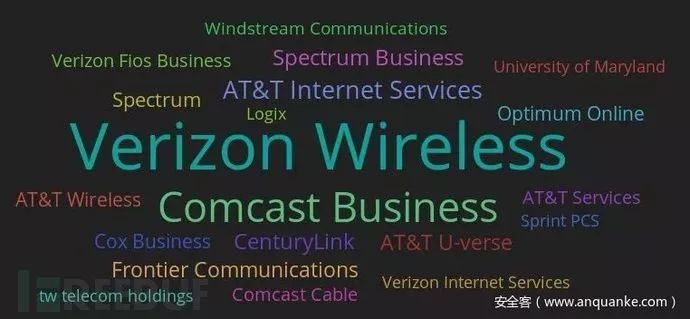 Windstream Communications
Verizon Fios Business
Spectrum Business
University of Maryland
Spectrum
AT&T Internet Services
Logix
Optimum Online
Verizon Wireless
AT&T Wireless
Comcast Business
AT&T Services
Sprint PCS
Cox Business
CenturyLink
AT&T U-verse
Frontier Communications
Verizon Internet Services
tw telecom holdings
Comcast Cable
REEBUF
安全客（www.anquanke.com）